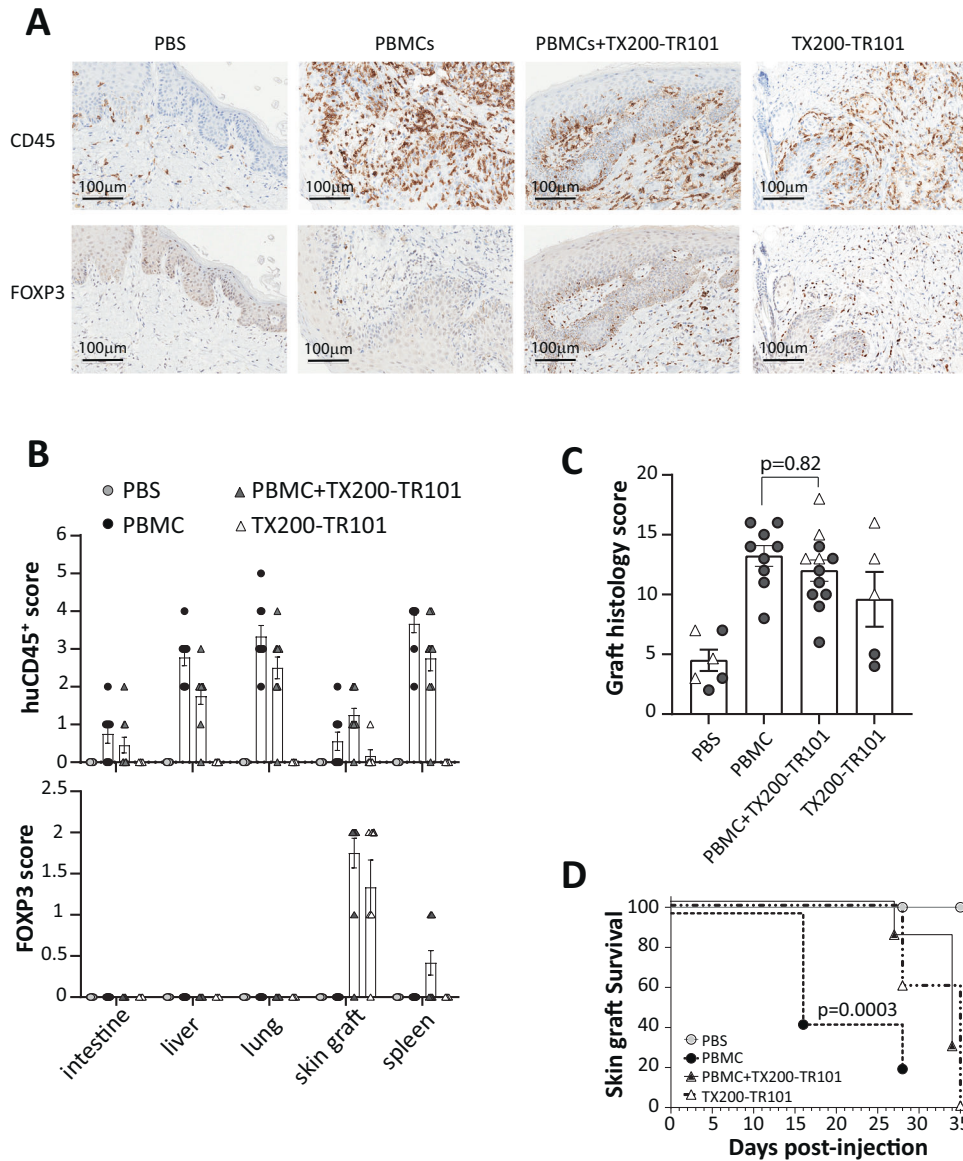 A
PBS PBMCs PBMCs+TX200-TR101 TX200-TR101
CD45
100µm 100µm 100µm 100µm
FOXP3
100µm 100µm 100µm 100µm
B
PBS PBMC+TX200-TR101
PBMC TX200-TR101
huCD45+ score
6
5
4
3
2
1
0
FOXP3 score
2.5
2
1.5
1
0.5
0
intestine liver lung skin graft spleen
C
p=0.82
Graft histology score
20
15
10
5
0
PBS PBMC PBMC+TX200-TR101 TX200-TR101
D
Skin graft Survival
100
80
60
40
20
0
p=0.0003
PBS
PBMC
PBMC+TX200-TR101
TX200-TR101
0 5 10 15 20 25 30 35
Days post-injection